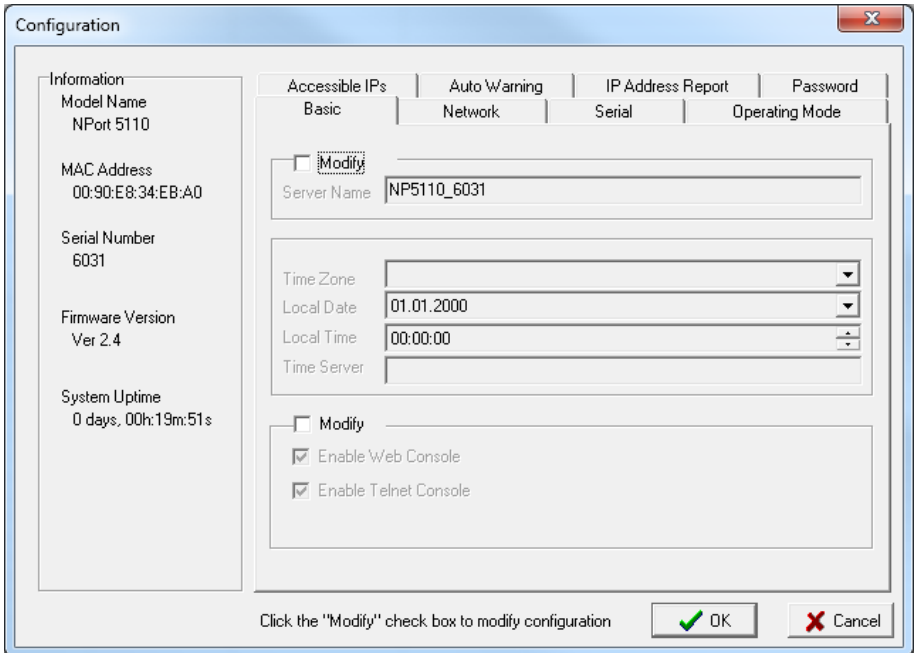 Configuration
Information
Model Name
NPort 5110
MAC Address
00:90:E8:34:EB:A0
Serial Number
6031
Firmware Version
Ver 2.4
System Uptime
0 days, 00h:19m:51s
Accessible IPs Auto Warning IP Address Report Password
Basic Network Serial Operating Mode
Modify
Server Name NP5110_6031
Time Zone
Local Date 01.01.2000
Local Time 00:00:00
Time Server
Modify
Enable Web Console
Enable Telnet Console
Click the "Modify" check box to modify configuration OK Cancel